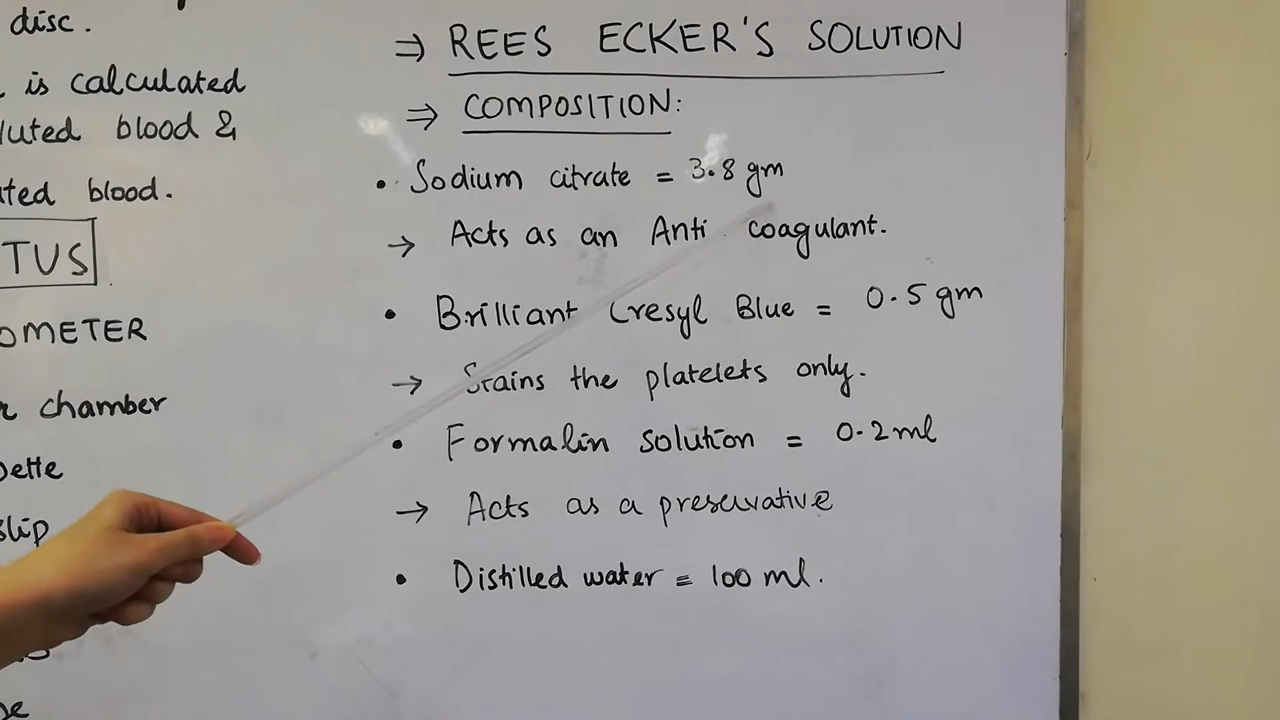 disc.
is calculated
luted blood &
ted blood.
TUS
OMETER
chamber
ette
slip
⇒ REES ECKER'S SOLUTION
⇒ COMPOSITION:
• Sodium citrate = 3.8 gm
→ Acts as an Anti coagulant.
• Brilliant Cresyl Blue = 0.5 gm
→ Stains the platelets only.
• Formalin solution = 0.2 ml
→ Acts as a preservative
• Distilled water = 100 ml.